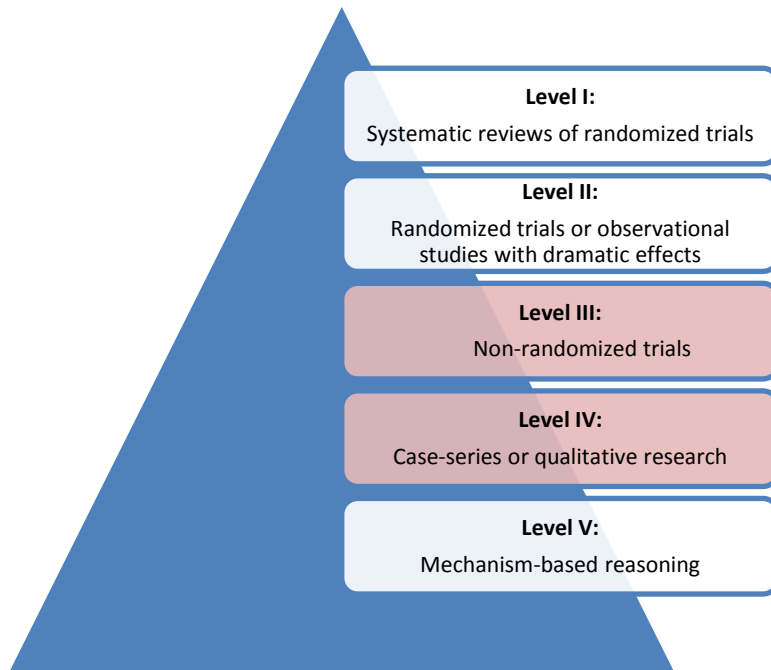 Level I:
Systematic reviews of randomized trials
Level II:
Randomized trials or observational
studies with dramatic effects
Level III:
Non-randomized trials
Level IV:
Case-series or qualitative research
Level V:
Mechanism-based reasoning